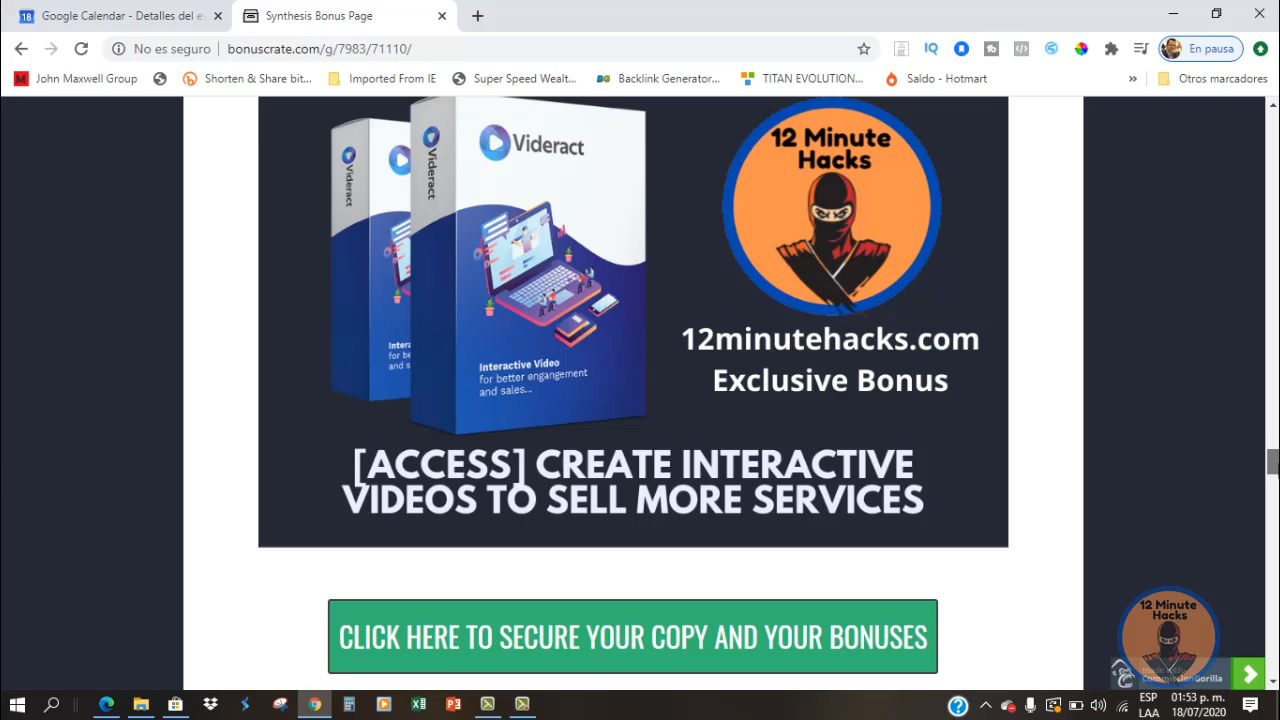 Google Calendar - Detalles del e
Synthesis Bonus Page
No es seguro
bonuscrate.com/g/7983/71110/
En pausa
John Maxwell Group
Shorten & Share bit...
Imported From IE
Super Speed Wealt...
Backlink Generator...
TITAN EVOLUTION...
Saldo - Hotmart
Otros marcadores
Videract
Videract
Videract
12 Minute
Hacks
Interactive Video
for better engangement
and sales...
12minutehacks.com
Exclusive Bonus
[ACCESS] CREATE INTERACTIVE
VIDEOS TO SELL MORE SERVICES
CLICK HERE TO SECURE YOUR COPY AND YOUR BONUSES
12 Minute
Hacks
CommissionGorilla
ESP
LAA
01:53 p. m.
18/07/2020